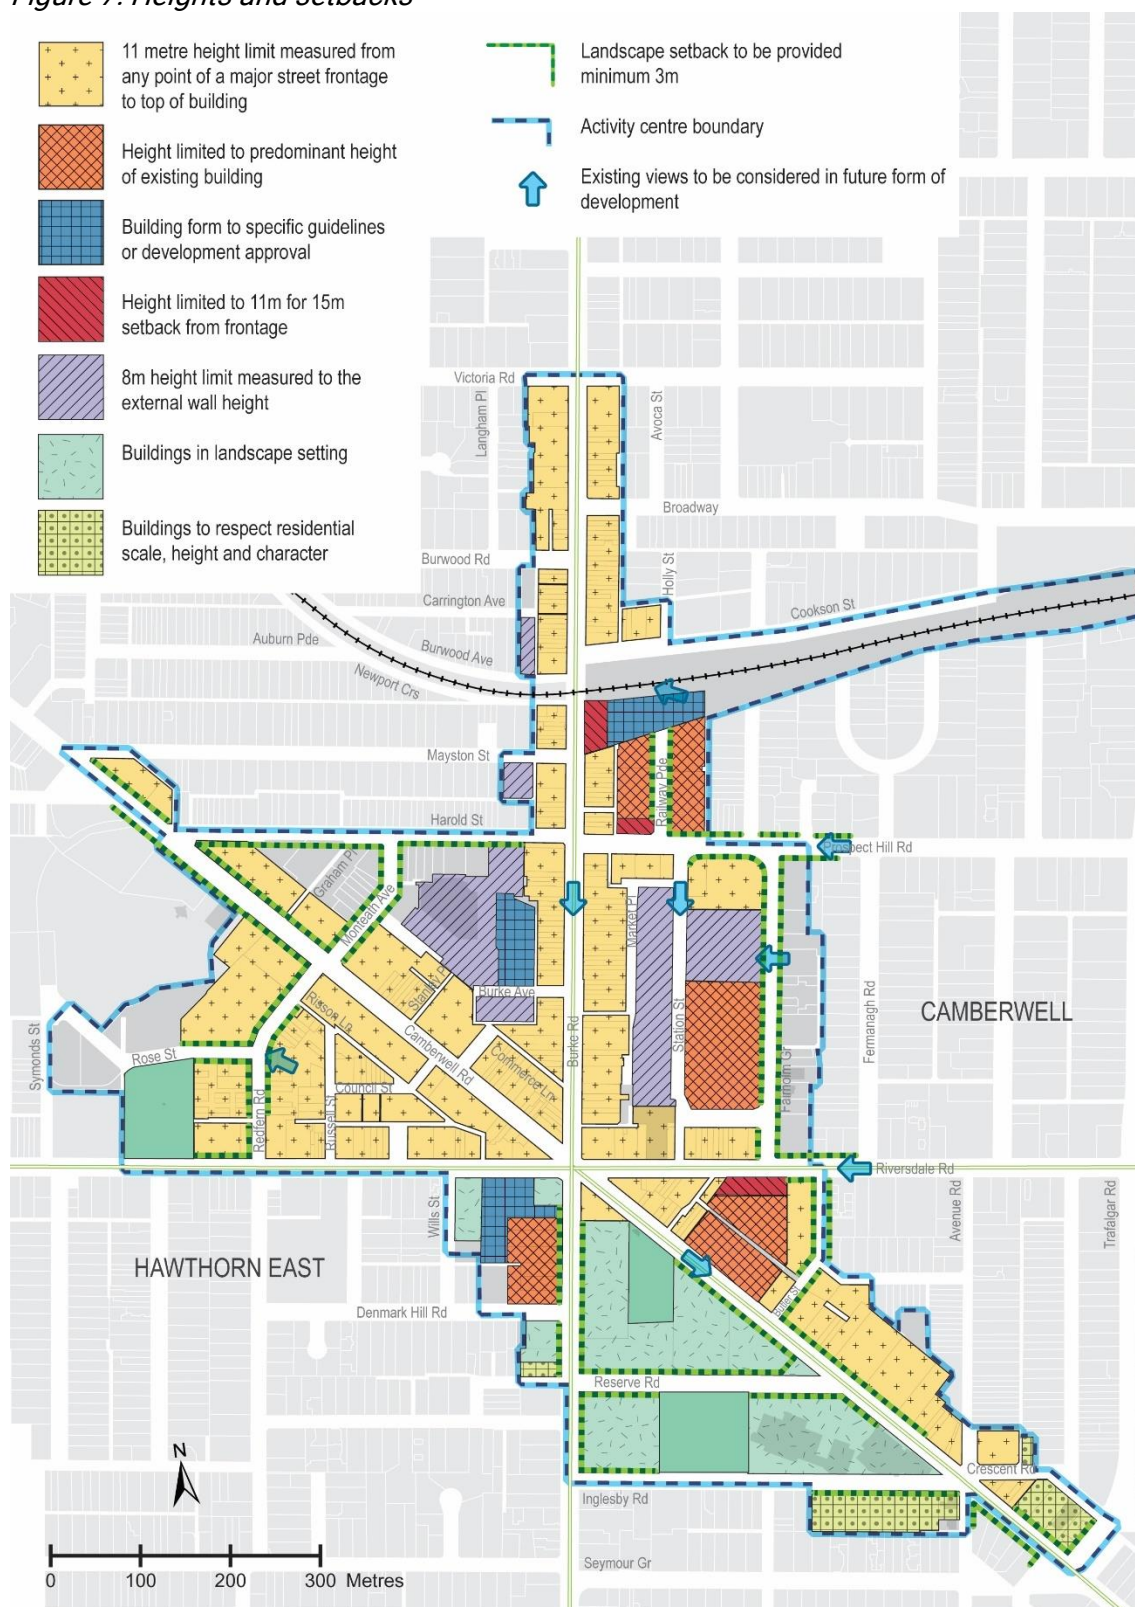 Figure 7: Heights and setbacks
11 metre height limit measured from
any point of a major street frontage
to top of building
Height limited to predominant height
of existing building
Building form to specific guidelines
or development approval
Height limited to 11m for 15m
setback from frontage
8m height limit measured to the
external wall height
Buildings in landscape setting
Buildings to respect residential
scale, height and character
Landscape setback to be provided
minimum 3m
Activity centre boundary
Existing views to be considered in future form of
development
Victoria Rd
Langham Pl
Avoca St
Broadway
Burwood Rd
Holly St
Carrington Ave
Cookson St
Auburn Pde
Burwood Ave
Newport Crs
Mayston St
Railway Pde
Harold St
Prospect Hill Rd
Graham Pl
Monteath Ave
Market Pl
Stanley Pl
Burke Ave
Risson Ln
Station St
Fermanagh Rd
CAMBERWELL
Symonds St
Rose St
Camberwell Rd
Commerce Ln
Burke Rd
Fairholm Gr
Council St
Redfern Rd
Russell St
Riversdale Rd
Wills St
Avenue Rd
Trafalgar Rd
HAWTHORN EAST
Butler St
Denmark Hill Rd
Reserve Rd
N
Crescent Rd
Inglesby Rd
Seymour Gr
0 100 200 300 Metres